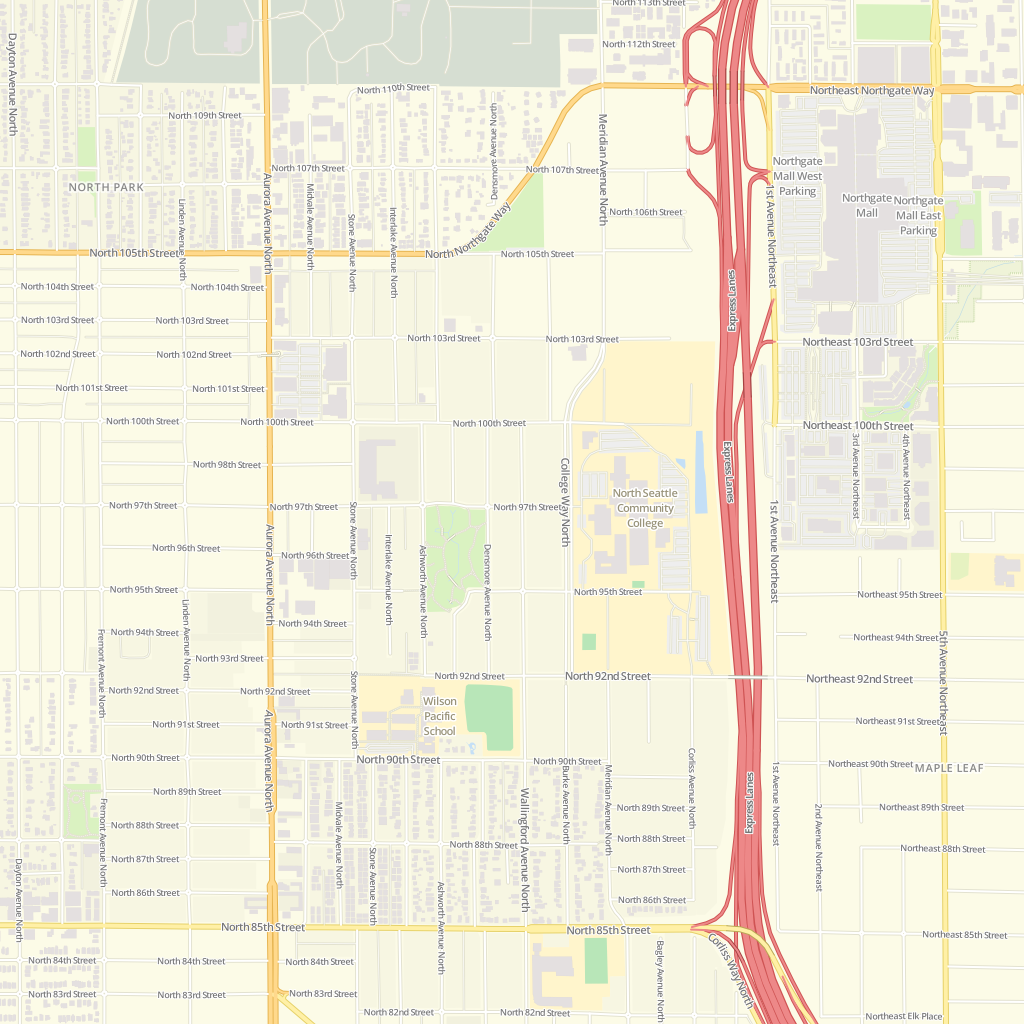 North 113th Street
Dayton Avenue North
North 112th Street
North 110th Street
Northeast Northgate Way
North 109th Street
Densmore Avenue North
Meridian Avenue North
North 107th Street
North 107th Street
Northgate
Mall West
Parking
NORTH PARK
Aurora Avenue North
Midvale Avenue North
Linden Avenue North
Stone Avenue North
Interlake Avenue North
North Northgate Way
North 106th Street
1st Avenue Northeast
Northgate
Mall
Northgate
Mall East
Parking
North 105th Street
North 105th Street
North 104th Street
North 104th Street
Express Lanes
North 103rd Street
North 103rd Street
North 103rd Street
North 103rd Street
Northeast 103rd Street
North 102nd Street
North 102nd Street
North 101st Street
North 101st Street
North 100th Street
North 100th Street
North 100th Street
Northeast 100th Street
3rd Avenue Northeast
4th Avenue Northeast
North 98th Street
College Way North
Express Lanes
North Seattle
Community
College
North 97th Street
North 97th Street
North 97th Street
1st Avenue Northeast
Stone Avenue North
Aurora Avenue North
Interlake Avenue North
Ashworth Avenue North
Densmore Avenue North
North 96th Street
North 96th Street
North 95th Street
North 95th Street
Northeast 95th Street
Linden Avenue North
North 94th Street
North 94th Street
Northeast 94th Street
Fremont Avenue North
5th Avenue Northeast
North 93rd Street
Stone Avenue North
North 92nd Street
North 92nd Street
North 92nd Street
North 92nd Street
Northeast 92nd Street
Wilson
Pacific
School
Aurora Avenue North
North 91st Street
North 91st Street
Northeast 91st Street
North 90th Street
North 90th Street
North 90th Street
Northeast 90th Street
MAPLE LEAF
Corliss Avenue North
1st Avenue Northeast
Burke Avenue North
Meridian Avenue North
Express Lanes
North 89th Street
Fremont Avenue North
Midvale Avenue North
Wallingford Avenue North
North 89th Street
2nd Avenue Northeast
Northeast 89th Street
North 88th Street
North 88th Street
North 88th Street
Northeast 88th Street
Dayton Avenue North
North 87th Street
Stone Avenue North
North 87th Street
North 86th Street
Ashworth Avenue North
North 86th Street
North 85th Street
North 85th Street
Northeast 85th Street
Bagley Avenue North
Corliss Way North
North 84th Street
North 84th Street
North 83rd Street
North 83rd Street
North 83rd Street
North 82nd Street
North 82nd Street
Northeast Elk Place